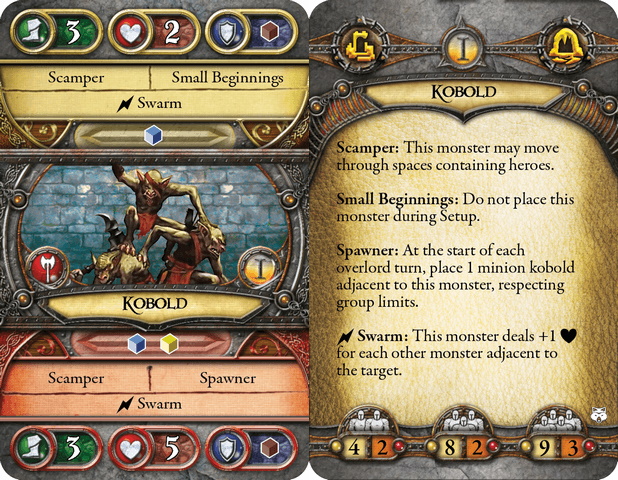 3 2
Scamper Small Beginnings
Swarm
I
KOBOLD
Scamper Spawner
Swarm
3 5
I
KOBOLD
Scamper: This monster may move
through spaces containing heroes.
Small Beginnings: Do not place this
monster during Setup.
Spawner: At the start of each
overlord turn, place 1 minion kobold
adjacent to this monster, respecting
group limits.
Swarm: This monster deals +1
for each other monster adjacent to
the target.
4 2 8 2 9 3